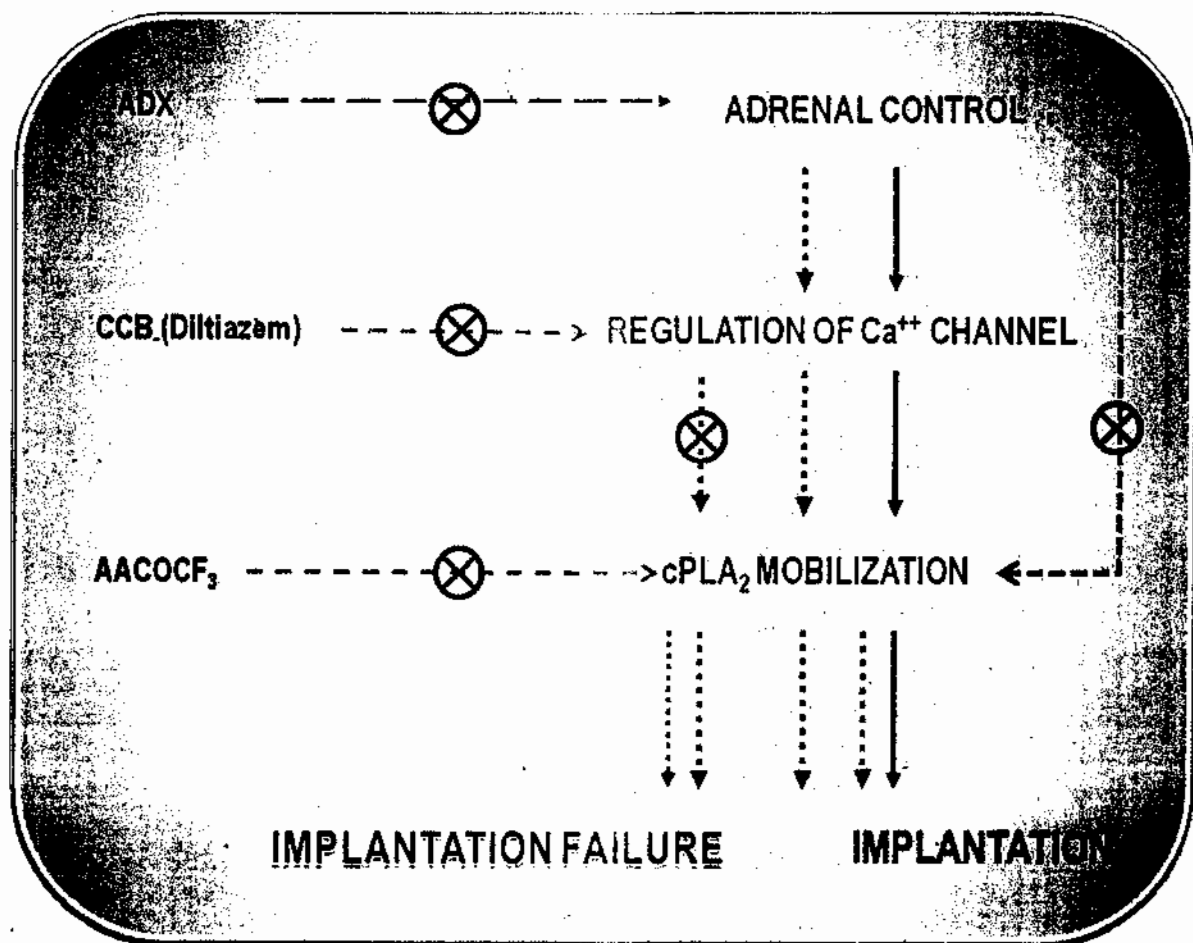 ADX
ADRENAL CONTROL
CCB (Diltiazem)
REGULATION OF Ca⁺⁺ CHANNEL
AACOCF₃
cPLA₂ MOBILIZATION
IMPLANTATION FAILURE
IMPLANTATION